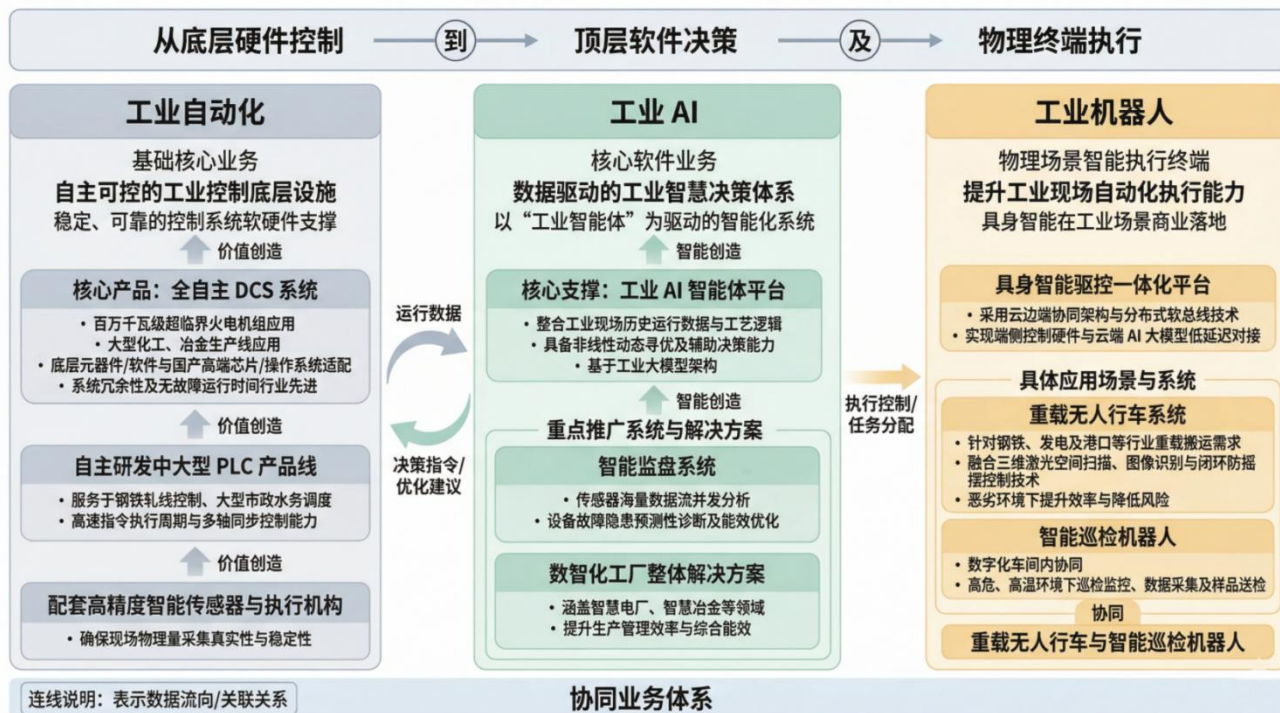 从底层硬件控制
到
顶层软件决策
及
物理终端执行
工业自动化
基础核心业务
自主可控的工业控制底层设施
稳定、可靠的控制系统软硬件支撑
价值创造
核心产品：全自主 DCS 系统
• 百万千瓦级超临界火电机组应用
• 大型化工、冶金生产线应用
• 底层元器件/软件与国产高端芯片/操作系统适配
• 系统冗余性及无故障运行时间行业先进
价值创造
自主研发中大型 PLC 产品线
• 服务于钢铁轧线控制、大型市政水务调度
• 高速指令执行周期与多轴同步控制能力
价值创造
配套高精度智能传感器与执行机构
• 确保现场物理量采集真实性与稳定性
运行数据
决策指令/
优化建议
工业 AI
核心软件业务
数据驱动的工业智慧决策体系
以“工业智能体”为驱动的智能化系统
智能创造
核心支撑：工业 AI 智能体平台
• 整合工业现场历史运行数据与工艺逻辑
• 具备非线性动态寻优及辅助决策能力
• 基于工业大模型架构
智能创造
重点推广系统与解决方案
智能监盘系统
• 传感器海量数据流并发分析
• 设备故障隐患预测性诊断及能效优化
数智化工厂整体解决方案
• 涵盖智慧电厂、智慧冶金等领域
• 提升生产管理效率与综合能效
执行控制/
任务分配
工业机器人
物理场景智能执行终端
提升工业现场自动化执行能力
具身智能在工业场景商业落地
具身智能驱控一体化平台
• 采用云边端协同架构与分布式软总线技术
• 实现端侧控制硬件与云端 AI 大模型低延迟对接
具体应用场景与系统
重载无人行车系统
• 针对钢铁、发电及港口等行业重载搬运需求
• 融合三维激光空间扫描、图像识别与闭环防摇
摆控制技术
• 恶劣环境下提升效率与降低风险
智能巡检机器人
• 数字化车间内协同
• 高危、高温环境下巡检监控、数据采集及样品送检
协同
重载无人行车与智能巡检机器人
连线说明：表示数据流向/关联关系
协同业务体系